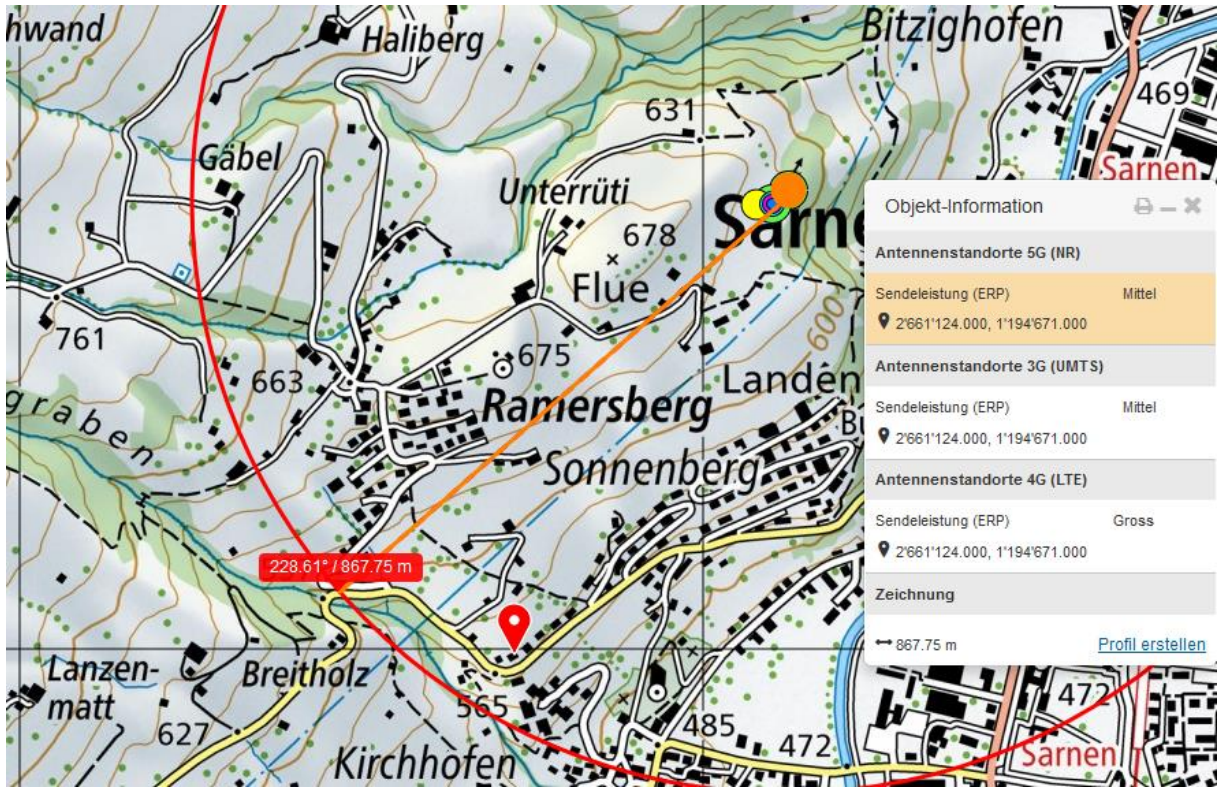 hwand
Haliberg
Bitzighofen
469
631
Gäbel
Sarnen
Unterrüti
Sarne
678
Flue
761
675
663
Landen
600
graben
Ramersberg
Bu
Sonnenberg
228.61° / 867.75 m
Lanzen-
matt
Breitholz
565
627
485
472
Kirchhofen
472
Sarnen
Objekt-Information
Antennenstandorte 5G (NR)
Sendeleistung (ERP) Mittel
2'661'124.000, 1'194'671.000
Antennenstandorte 3G (UMTS)
Sendeleistung (ERP) Mittel
2'661'124.000, 1'194'671.000
Antennenstandorte 4G (LTE)
Sendeleistung (ERP) Gross
2'661'124.000, 1'194'671.000
Zeichnung
867.75 m Profil erstellen